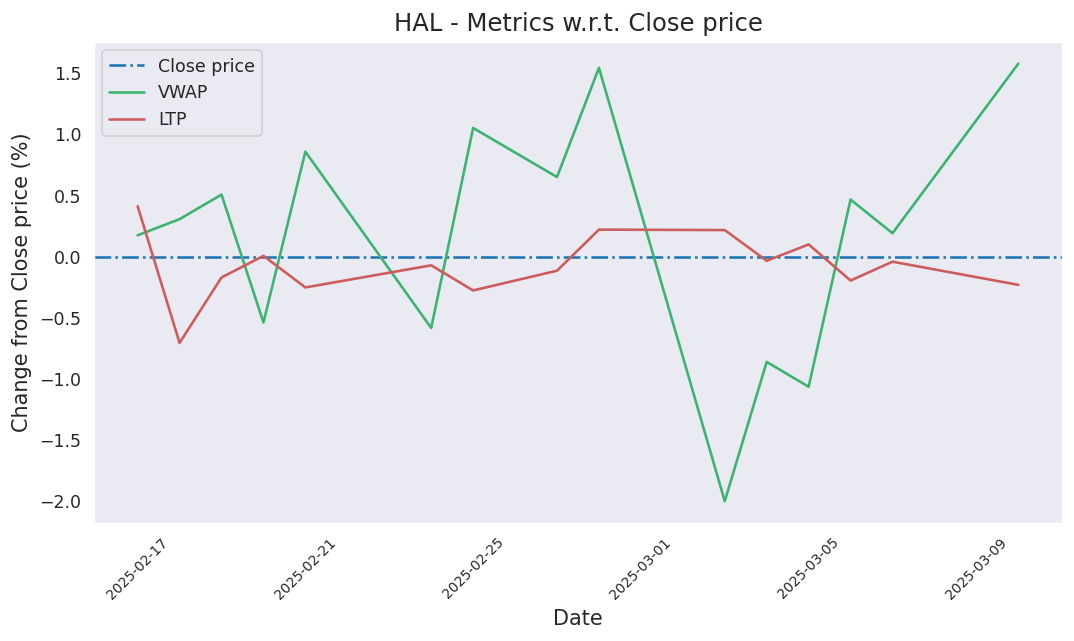 HAL - Metrics w.r.t. Close price
Close price
VWAP
LTP
Change from Close price (%)
1.5
1.0
0.5
0.0
−0.5
−1.0
−1.5
−2.0
2025-02-17
2025-02-21
2025-02-25
2025-03-01
2025-03-05
2025-03-09
Date